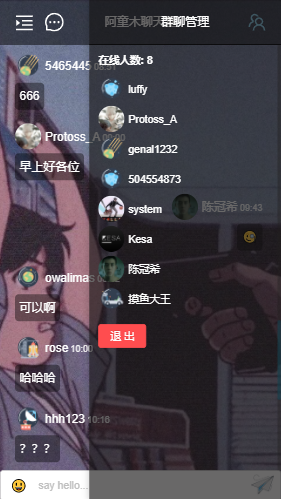 阿童木聊天 群聊管理
在线人数: 8
luffy
Protoss_A
genal1232
504554873
system
Kesa
陈冠希
摸鱼大王
退出
5465445
666
Protoss_A
早上好各位
陈冠希 09:43
owalimas
可以啊
rose 10:00
哈哈哈
hhh123 10:16
？？？
say hello...